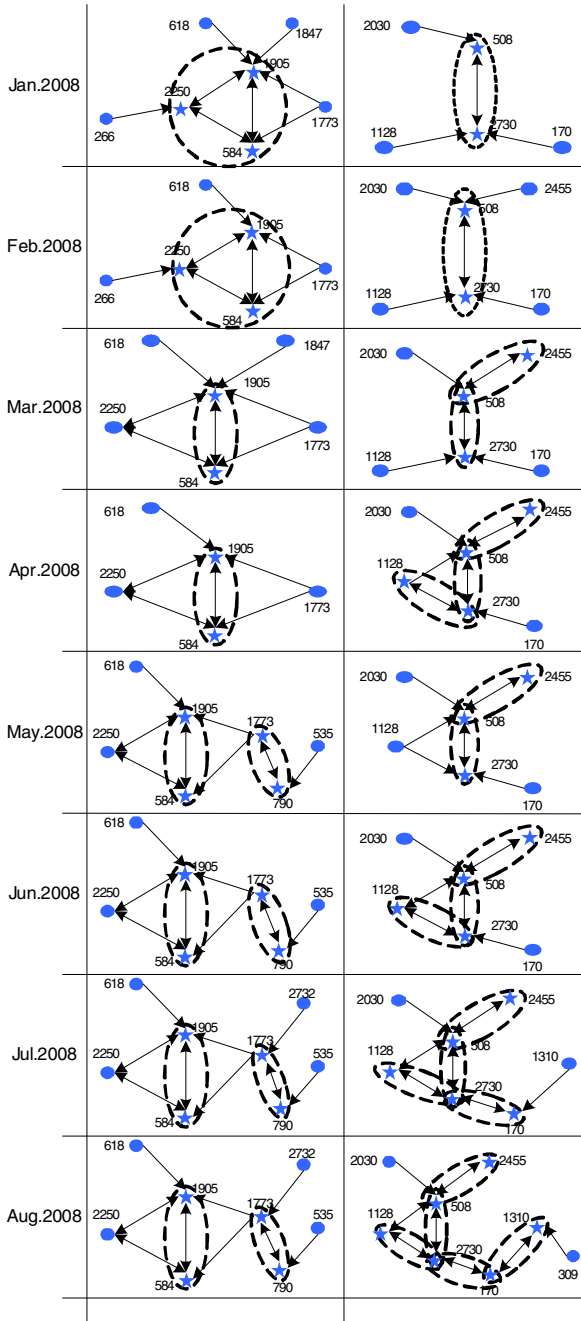 618 1847 2030
1905 508
Jan.2008 2250
266 584 1773 1128 2730 170
618 2030 2455
1905 508
Feb.2008 2250
266 584 1773 1128 2730 170
618 1847 2030 2455
1905 508
Mar.2008 2250
584 1773 1128 2730 170
618 2030 2455
1905 508
Apr.2008 2250 1128
584 1773 2730 170
618 2030 2455
1905 1773 508
May.2008 2250 535 1128
584 790 2730 170
618 2030 2455
1905 1773 508
Jun.2008 2250 535 1128
584 790 2730 170
618 2732 2030 2455
1905 1773 508
Jul.2008 2250 535 1128 1310
584 790 2730 170
618 2732 2030 2455
1905 1773 508 1310
Aug.2008 2250 535 1128
584 790 2730 170 309